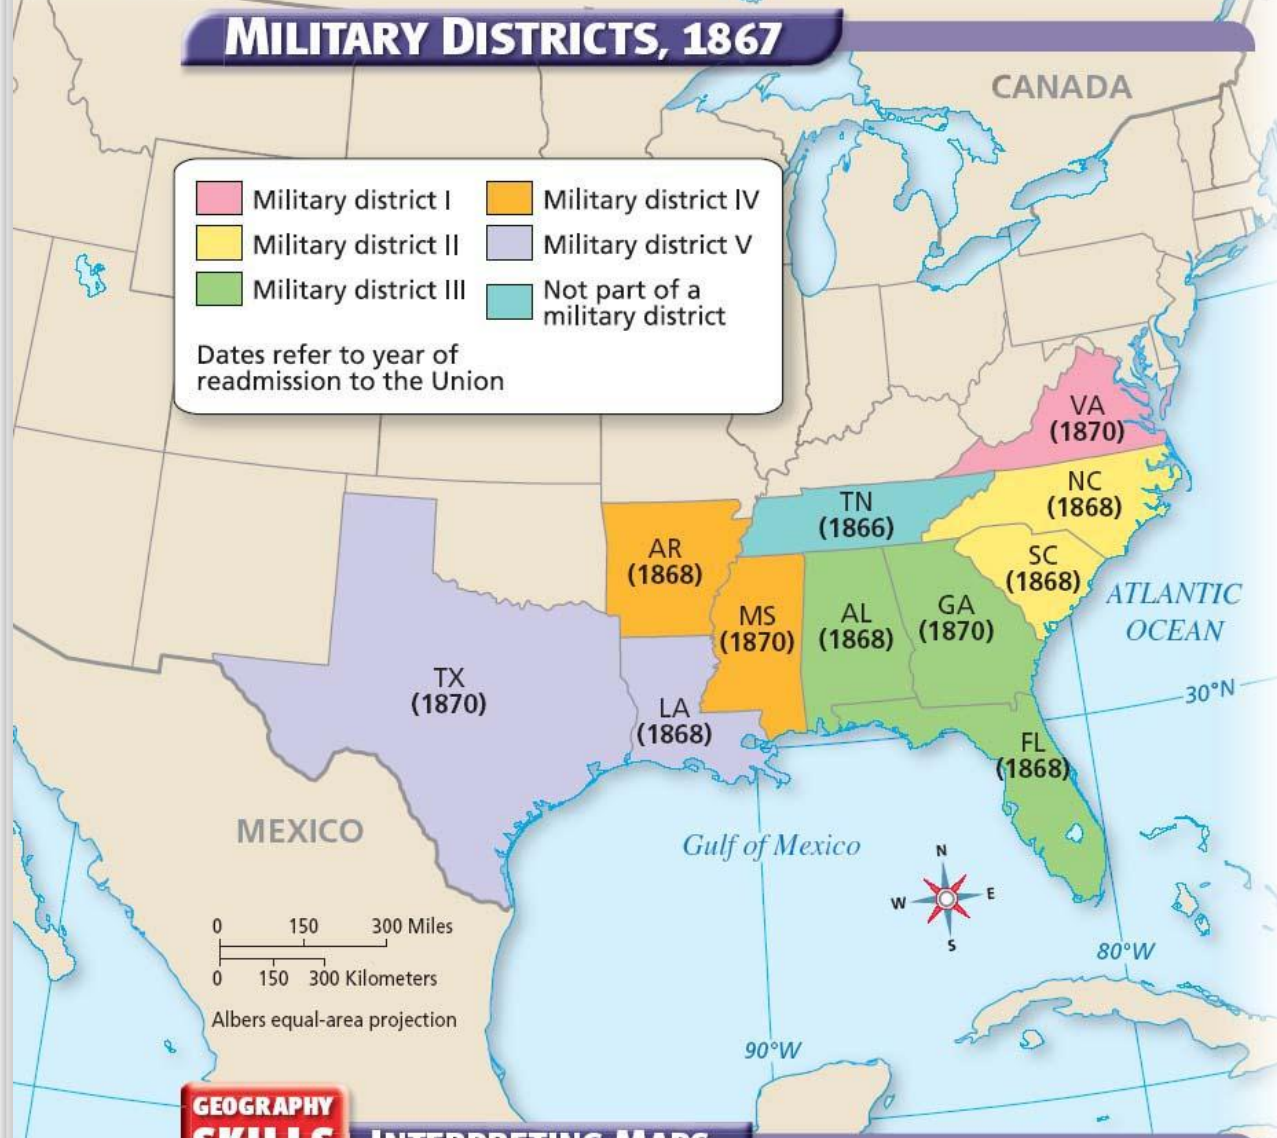 MILITARY DISTRICTS, 1867
CANADA
Military district I
Military district II
Military district III
Military district IV
Military district V
Not part of a
military district
Dates refer to year of
readmission to the Union
VA
(1870)
NC
(1868)
TN
(1866)
SC
(1868)
AR
(1868)
MS
(1870)
AL
(1868)
GA
(1870)
ATLANTIC
OCEAN
TX
(1870)
LA
(1868)
30°N
FL
(1868)
MEXICO
Gulf of Mexico
N
W
E
S
0 150 300 Miles
0 150 300 Kilometers
Albers equal-area projection
80°W
90°W
GEOGRAPHY
SKILLS
INTERPRETING MAPS